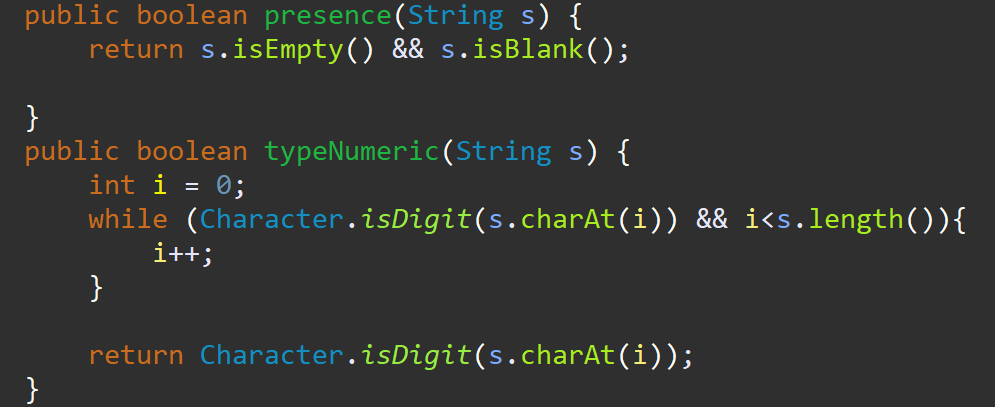 public boolean presence(String s) {
    return s.isEmpty() && s.isBlank();

}
public boolean typeNumeric(String s) {
    int i = 0;
    while (Character.isDigit(s.charAt(i)) && i<s.length()){
        i++;
    }

    return Character.isDigit(s.charAt(i));
}